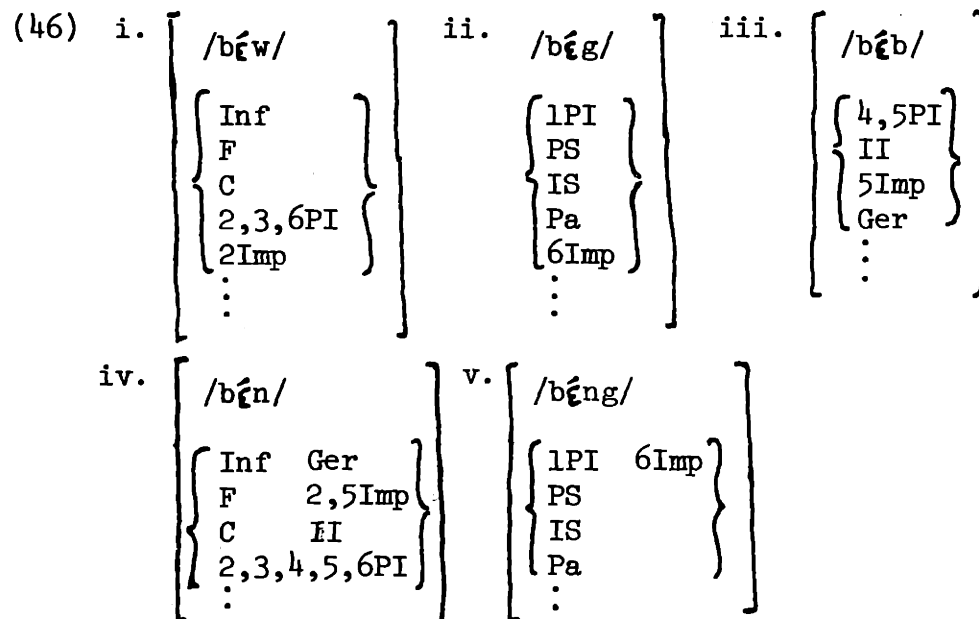 (46) i. /bɛ́w/ ii. /bɛ́g/ iii. /bɛ́b/
Inf 1PI 4,5PI
F PS II
C IS 5Imp
2,3,6PI Pa Ger
2Imp 6Imp ⋮
⋮ ⋮
iv. /bɛ́n/ v. /bɛ́ng/
Inf Ger 1PI 6Imp
F 2,5Imp PS
C II IS
2,3,4,5,6PI Pa
⋮ ⋮